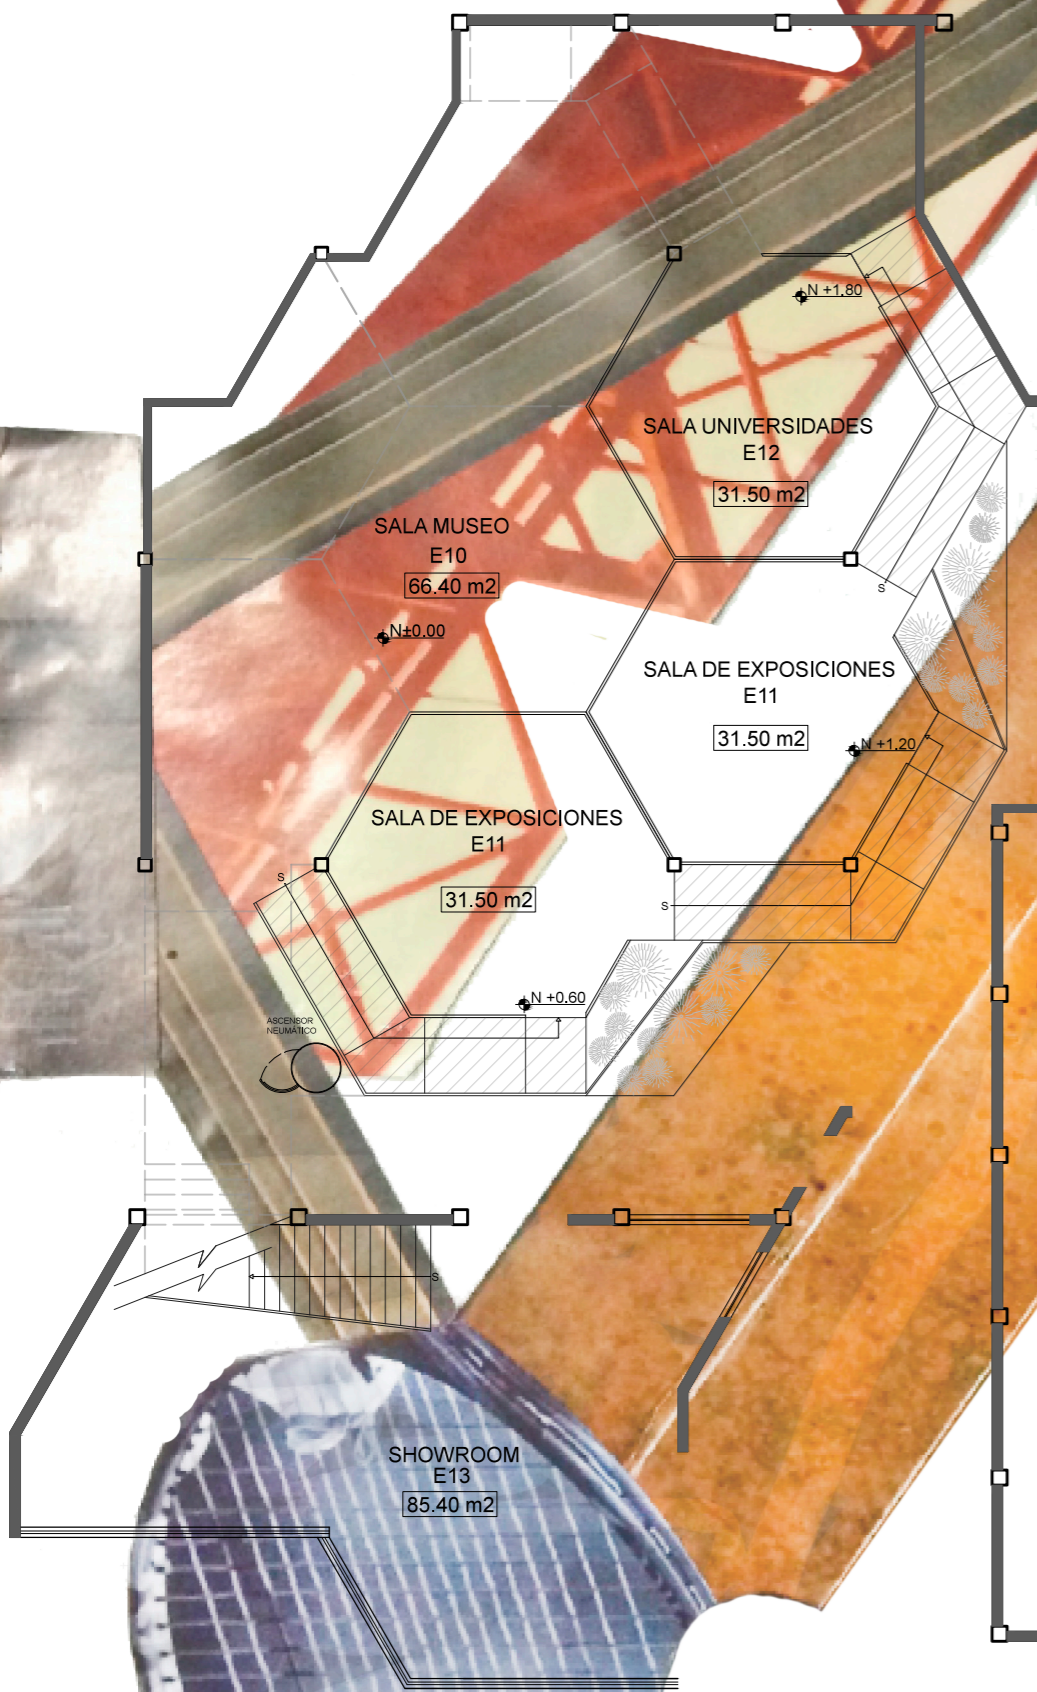 N +1.80
SALA UNIVERSIDADES
E12
31.50 m2
SALA MUSEO
E10
66.40 m2
S
N±0.00
SALA DE EXPOSICIONES
E11
31.50 m2
N +1.20
SALA DE EXPOSICIONES
E11
31.50 m2
S
S
N +0.60
ASCENSOR
NEUMÁTICO
S
SHOWROOM
E13
85.40 m2